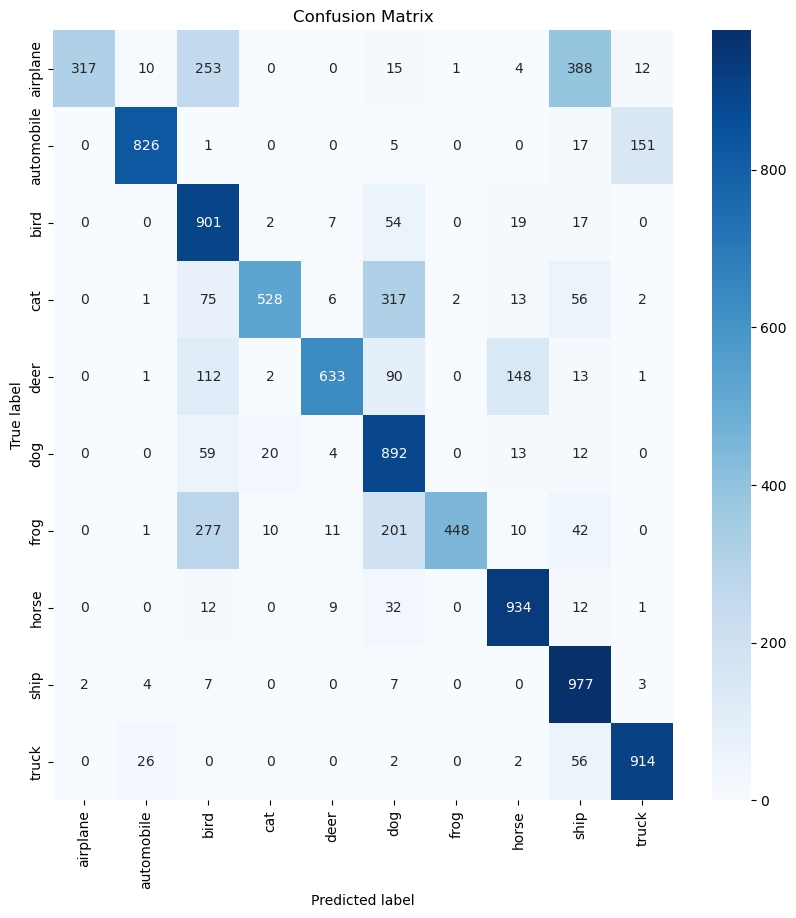 Confusion Matrix
True label
airplane 317 10 253 0 0 15 1 4 388 12
automobile 0 826 1 0 0 5 0 0 17 151
bird 0 0 901 2 7 54 0 19 17 0
cat 0 1 75 528 6 317 2 13 56 2
deer 0 1 112 2 633 90 0 148 13 1
dog 0 0 59 20 4 892 0 13 12 0
frog 0 1 277 10 11 201 448 10 42 0
horse 0 0 12 0 9 32 0 934 12 1
ship 2 4 7 0 0 7 0 0 977 3
truck 0 26 0 0 0 2 0 2 56 914
airplane automobile bird cat deer dog frog horse ship truck
Predicted label
800
600
400
200
0